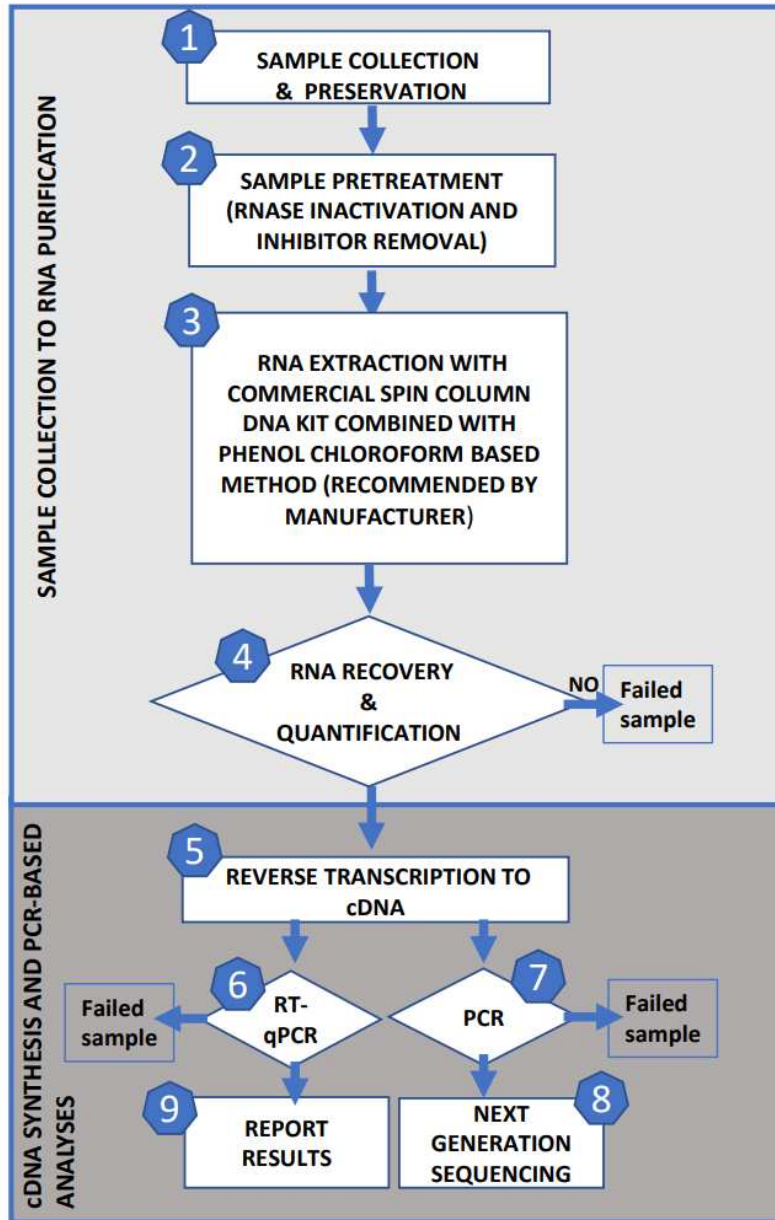 SAMPLE COLLECTION TO RNA PURIFICATION
1
SAMPLE COLLECTION
& PRESERVATION
2
SAMPLE PRETREATMENT
(RNASE INACTIVATION AND
INHIBITOR REMOVAL)
3
RNA EXTRACTION WITH
COMMERCIAL SPIN COLUMN
DNA KIT COMBINED WITH
PHENOL CHLOROFORM BASED
METHOD (RECOMMENDED BY
MANUFACTURER)
4
RNA RECOVERY
&
QUANTIFICATION
NO
Failed
sample
cDNA SYNTHESIS AND PCR-BASED
ANALYSES
5
REVERSE TRANSCRIPTION TO
cDNA
6
RT-
qPCR
Failed
sample
7
PCR
Failed
sample
9
REPORT
RESULTS
8
NEXT
GENERATION
SEQUENCING